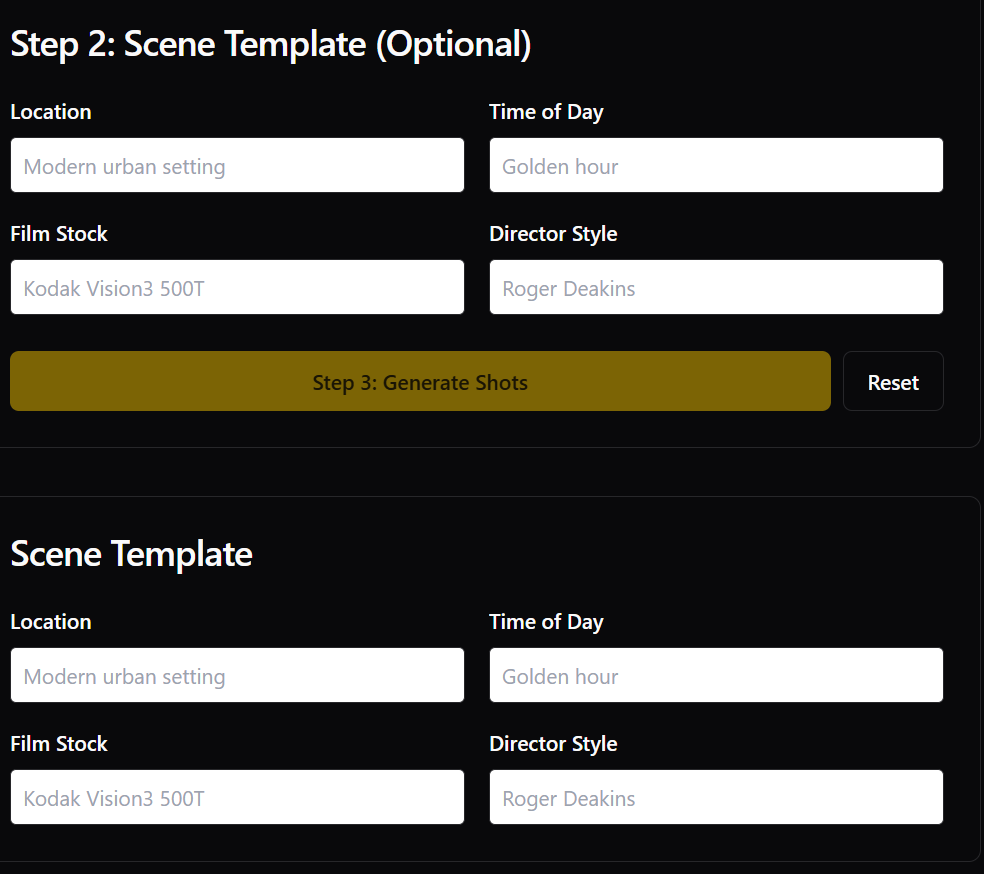 Step 2: Scene Template (Optional)
Location
Time of Day
Modern urban setting
Golden hour
Film Stock
Director Style
Kodak Vision3 500T
Roger Deakins
Step 3: Generate Shots
Reset
Scene Template
Location
Time of Day
Modern urban setting
Golden hour
Film Stock
Director Style
Kodak Vision3 500T
Roger Deakins